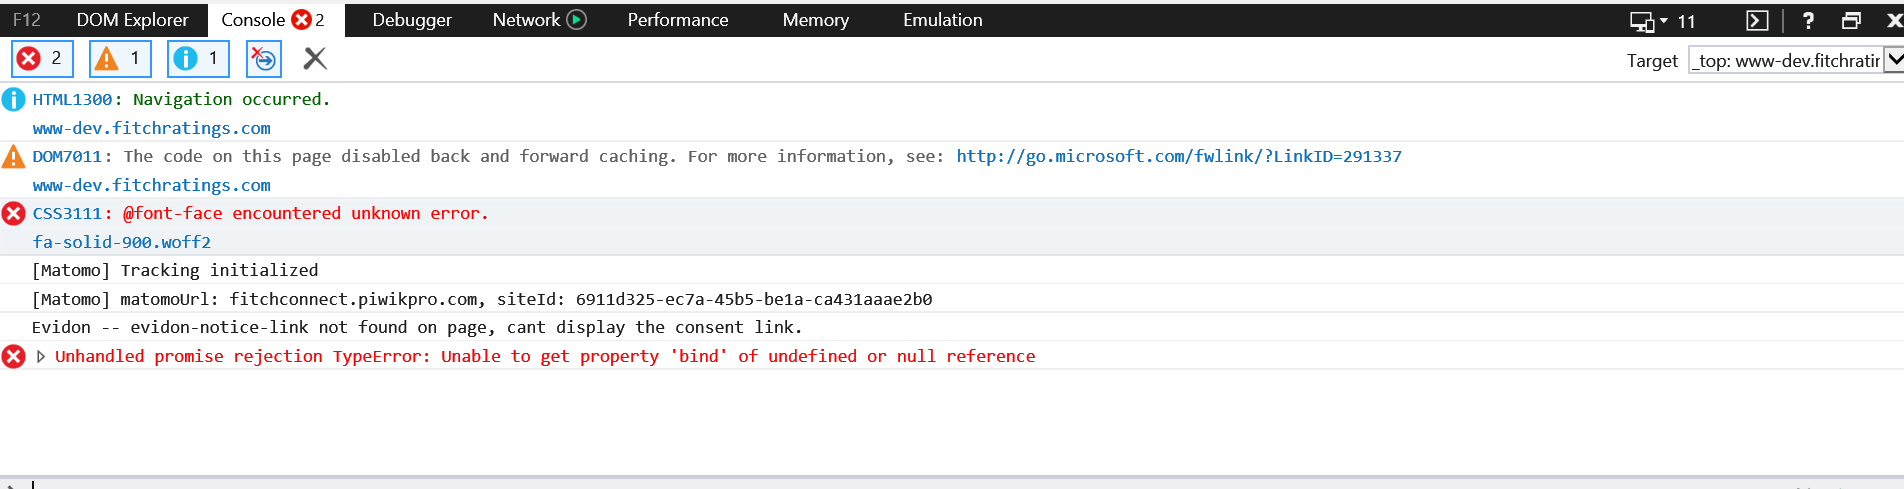 F12 DOM Explorer Console 2 Debugger Network Performance Memory Emulation 11 ?
2 1 1 Target _top: www-dev.fitchratir
HTML1300: Navigation occurred.
www-dev.fitchratings.com
DOM7011: The code on this page disabled back and forward caching. For more information, see: http://go.microsoft.com/fwlink/?LinkID=291337
www-dev.fitchratings.com
CSS3111: @font-face encountered unknown error.
fa-solid-900.woff2
[Matomo] Tracking initialized
[Matomo] matomoUrl: fitchconnect.piwikpro.com, siteId: 6911d325-ec7a-45b5-be1a-ca431aaae2b0
Evidon -- evidon-notice-link not found on page, cant display the consent link.
Unhandled promise rejection TypeError: Unable to get property 'bind' of undefined or null reference